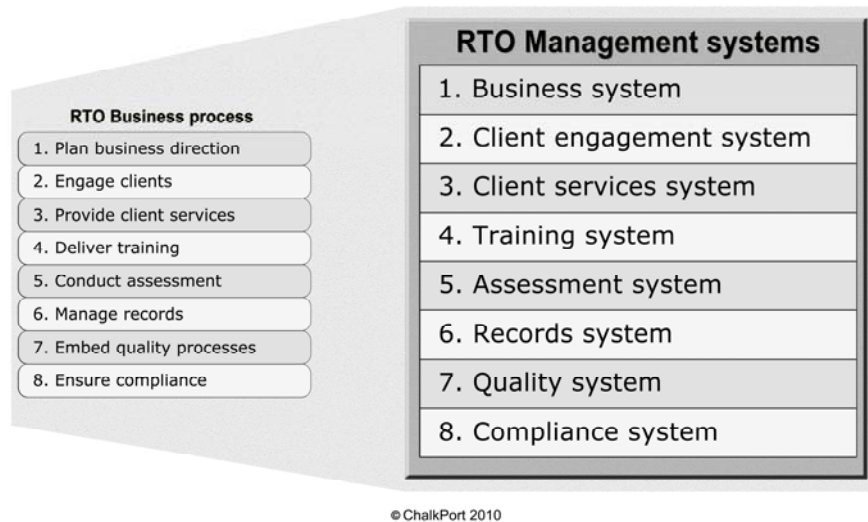 RTO Business process
1. Plan business direction
2. Engage clients
3. Provide client services
4. Deliver training
5. Conduct assessment
6. Manage records
7. Embed quality processes
8. Ensure compliance
RTO Management systems
1. Business system
2. Client engagement system
3. Client services system
4. Training system
5. Assessment system
6. Records system
7. Quality system
8. Compliance system
© ChalkPort 2010